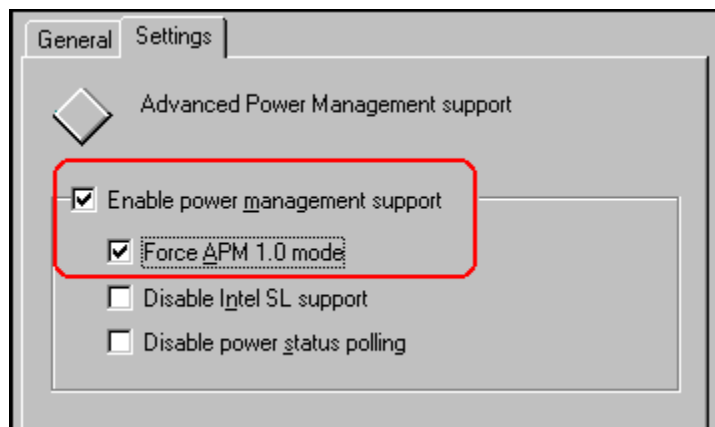 General Settings
Advanced Power Management support
Enable power management support
Force APM 1.0 mode
Disable Intel SL support
Disable power status polling